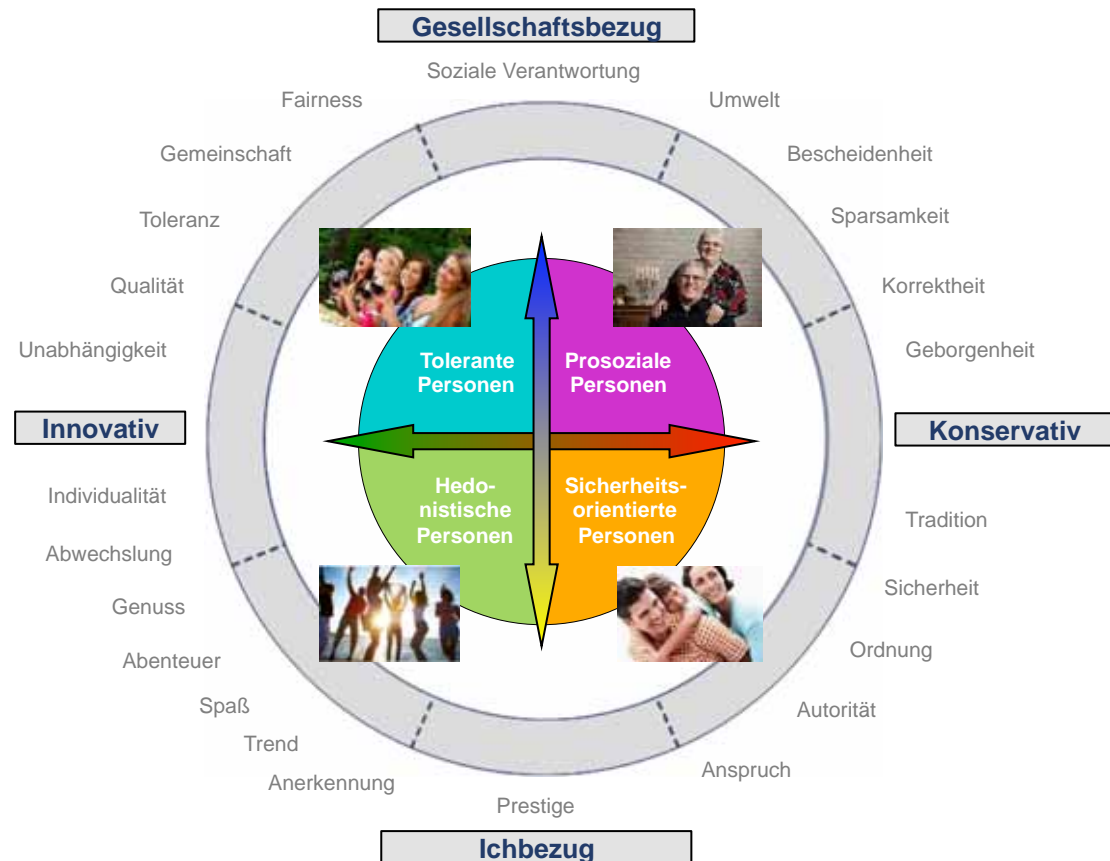 Gesellschaftsbezug
Soziale Verantwortung
Fairness
Umwelt
Gemeinschaft
Bescheidenheit
Toleranz
Sparsamkeit
Qualität
Korrektheit
Unabhängigkeit
Geborgenheit
Tolerante
Personen
Prosoziale
Personen
Innovativ
Konservativ
Hedo-
nistische
Personen
Sicherheits-
orientierte
Personen
Individualität
Tradition
Abwechslung
Sicherheit
Genuss
Ordnung
Abenteuer
Autorität
Spaß
Trend
Anspruch
Anerkennung
Prestige
Ichbezug